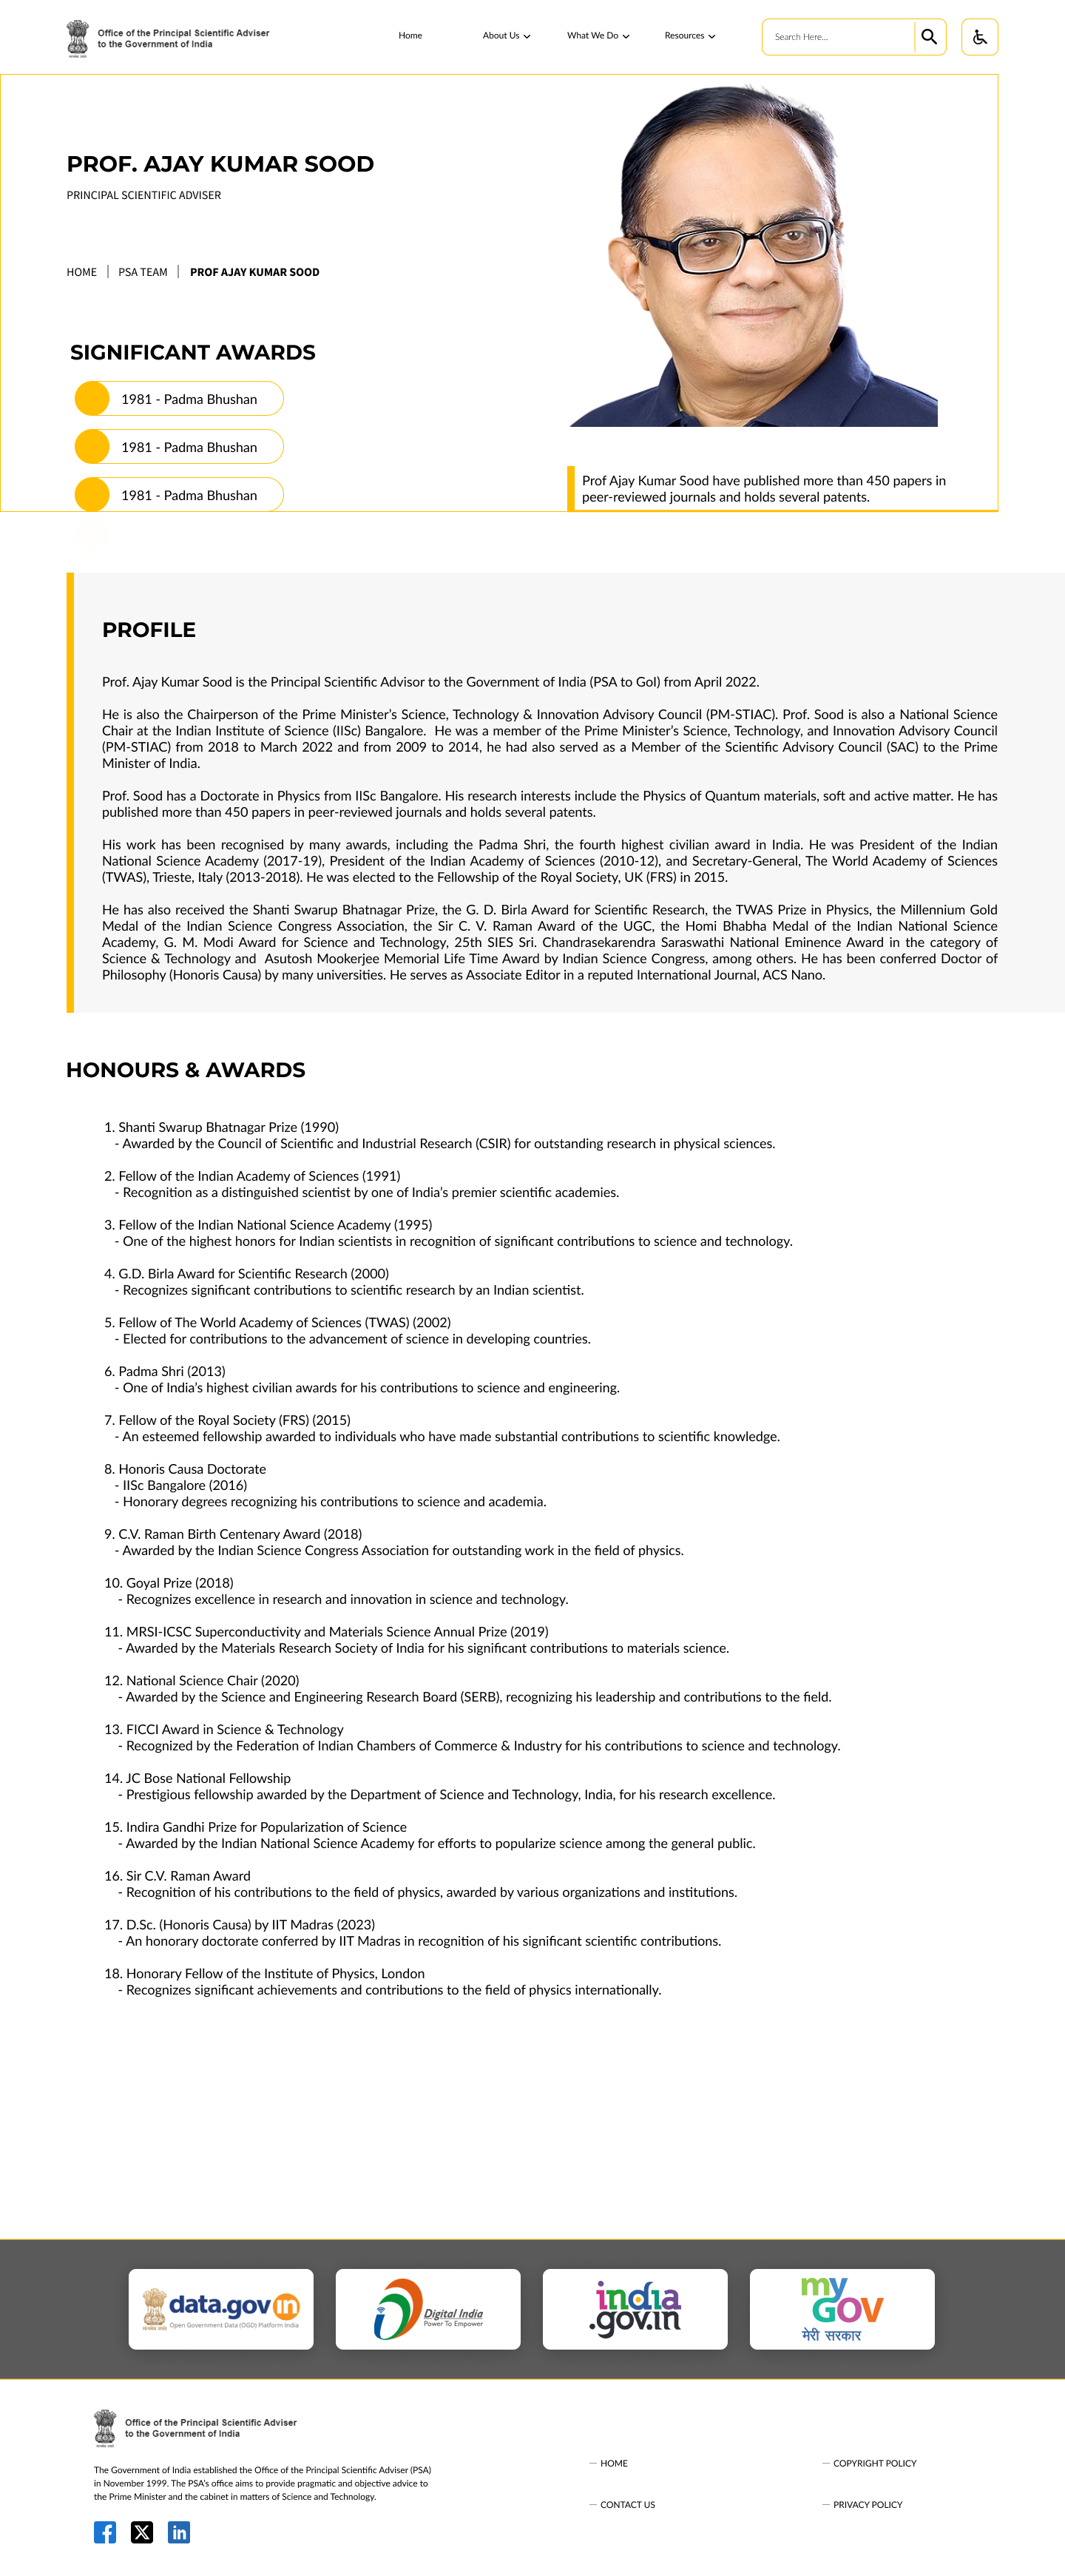 Office of the Principal Scientific Adviser
to the Government of India
Home
About Us
What We Do
Resources
Search Here...
PROF. AJAY KUMAR SOOD
PRINCIPAL SCIENTIFIC ADVISER
HOME
PSA TEAM
PROF AJAY KUMAR SOOD
SIGNIFICANT AWARDS
1981 - Padma Bhushan
1981 - Padma Bhushan
1981 - Padma Bhushan
Prof Ajay Kumar Sood have published more than 450 papers in
peer-reviewed journals and holds several patents.
PROFILE
Prof. Ajay Kumar Sood is the Principal Scientific Advisor to the Government of India (PSA to GoI) from April 2022.
He is also the Chairperson of the Prime Minister's Science, Technology & Innovation Advisory Council (PM-STIAC). Prof. Sood is also a National Science
Chair at the Indian Institute of Science (IISc) Bangalore. He was a member of the Prime Minister's Science, Technology, and Innovation Advisory Council
(PM-STIAC) from 2018 to March 2022 and from 2009 to 2014, he had also served as a Member of the Scientific Advisory Council (SAC) to the Prime
Minister of India.
Prof. Sood has a Doctorate in Physics from IISc Bangalore. His research interests include the Physics of Quantum materials, soft and active matter. He has
published more than 450 papers in peer-reviewed journals and holds several patents.
His work has been recognised by many awards, including the Padma Shri, the fourth highest civilian award in India. He was President of the Indian
National Science Academy (2017-19), President of the Indian Academy of Sciences (2010-12), and Secretary-General, The World Academy of Sciences
(TWAS), Trieste, Italy (2013-2018). He was elected to the Fellowship of the Royal Society, UK (FRS) in 2015.
He has also received the Shanti Swarup Bhatnagar Prize, the G. D. Birla Award for Scientific Research, the TWAS Prize in Physics, the Millennium Gold
Medal of the Indian Science Congress Association, the Sir C. V. Raman Award of the UGC, the Homi Bhabha Medal of the Indian National Science
Academy, G. M. Modi Award for Science and Technology, 25th SIES Sri. Chandrasekarendra Saraswathi National Eminence Award in the category of
Science & Technology and Asutosh Mookerjee Memorial Life Time Award by Indian Science Congress, among others. He has been conferred Doctor of
Philosophy (Honoris Causa) by many universities. He serves as Associate Editor in a reputed International Journal, ACS Nano.
HONOURS & AWARDS
1. Shanti Swarup Bhatnagar Prize (1990)
- Awarded by the Council of Scientific and Industrial Research (CSIR) for outstanding research in physical sciences.
2. Fellow of the Indian Academy of Sciences (1991)
- Recognition as a distinguished scientist by one of India's premier scientific academies.
3. Fellow of the Indian National Science Academy (1995)
- One of the highest honors for Indian scientists in recognition of significant contributions to science and technology.
4. G.D. Birla Award for Scientific Research (2000)
- Recognizes significant contributions to scientific research by an Indian scientist.
5. Fellow of The World Academy of Sciences (TWAS) (2002)
- Elected for contributions to the advancement of science in developing countries.
6. Padma Shri (2013)
- One of India's highest civilian awards for his contributions to science and engineering.
7. Fellow of the Royal Society (FRS) (2015)
- An esteemed fellowship awarded to individuals who have made substantial contributions to scientific knowledge.
8. Honoris Causa Doctorate
- IISc Bangalore (2016)
- Honorary degrees recognizing his contributions to science and academia.
9. C.V. Raman Birth Centenary Award (2018)
- Awarded by the Indian Science Congress Association for outstanding work in the field of physics.
10. Goyal Prize (2018)
- Recognizes excellence in research and innovation in science and technology.
11. MRSI-ICSC Superconductivity and Materials Science Annual Prize (2019)
- Awarded by the Materials Research Society of India for his significant contributions to materials science.
12. National Science Chair (2020)
- Awarded by the Science and Engineering Research Board (SERB), recognizing his leadership and contributions to the field.
13. FICCI Award in Science & Technology
- Recognized by the Federation of Indian Chambers of Commerce & Industry for his contributions to science and technology.
14. JC Bose National Fellowship
- Prestigious fellowship awarded by the Department of Science and Technology, India, for his research excellence.
15. Indira Gandhi Prize for Popularization of Science
- Awarded by the Indian National Science Academy for efforts to popularize science among the general public.
16. Sir C.V. Raman Award
- Recognition of his contributions to the field of physics, awarded by various organizations and institutions.
17. D.Sc. (Honoris Causa) by IIT Madras (2023)
- An honorary doctorate conferred by IIT Madras in recognition of his significant scientific contributions.
18. Honorary Fellow of the Institute of Physics, London
- Recognizes significant achievements and contributions to the field of physics internationally.
data.gov in
Open Government Data (OGD) Platform India
Digital India
Power To Empower
india
.gov.in
my
GOV
मेरी सरकार
Office of the Principal Scientific Adviser
to the Government of India
The Government of India established the Office of the Principal Scientific Adviser (PSA)
in November 1999. The PSA's office aims to provide pragmatic and objective advice to
the Prime Minister and the cabinet in matters of Science and Technology.
HOME
COPYRIGHT POLICY
CONTACT US
PRIVACY POLICY